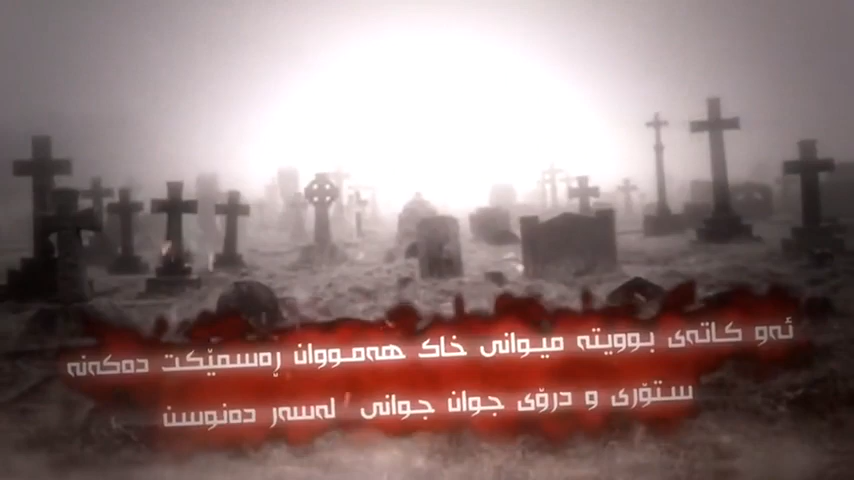 ئەو کاتەی بوویتە میوانی خاک هەمووان ڕەسمێکت دەکەنە
ستۆری و درۆی جوان جوانی لەسەر دەنوسن